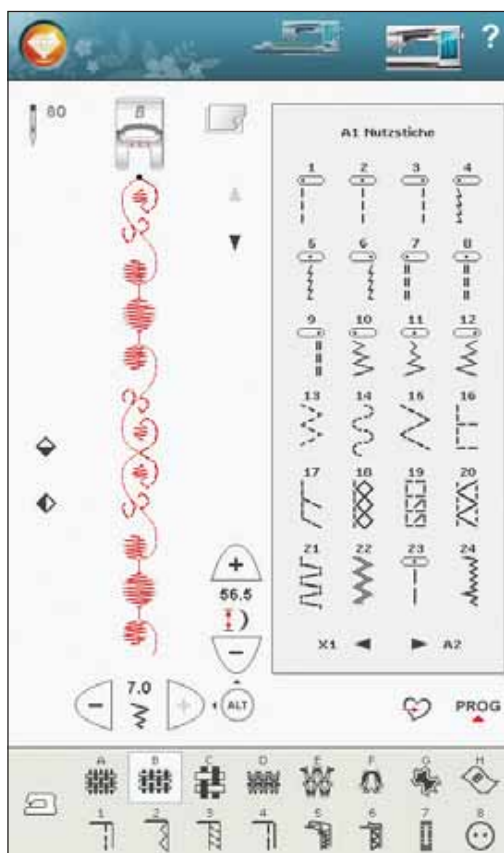 ?
80
B
A1 Nutzstiche
1 2 3 4
5 6 7 8
9 10 11 12
13 14 15 16
17 18 19 20
21 22 23 24
X1 A2
+
56.5
−
− 7.0 +
ALT
PROG
A B C D E F G H
1 2 3 4 5 6 7 8